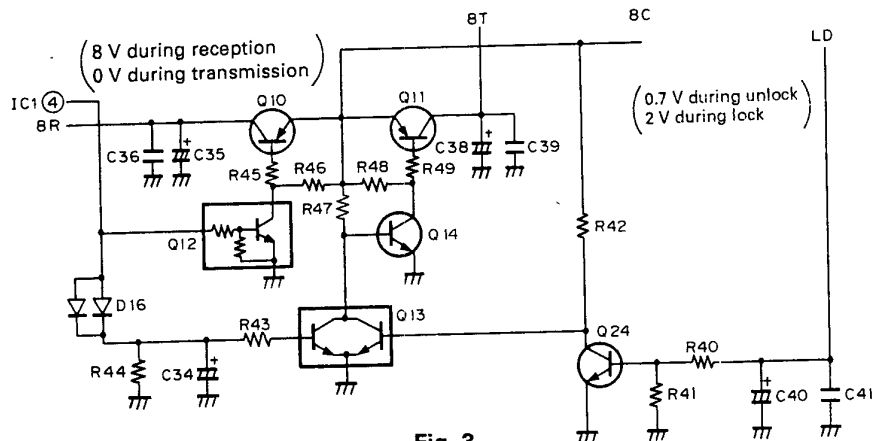 8T
8C
LD
8 V during reception
0 V during transmission
IC1 ④
8R
Q10
Q11
0.7 V during unlock
2 V during lock
C36
C35
R45
R46
R48
R49
C38
C39
R47
R42
Q12
Q14
D16
Q13
R43
Q24
R40
R44
C34
R41
C40
C41
Fig. 3